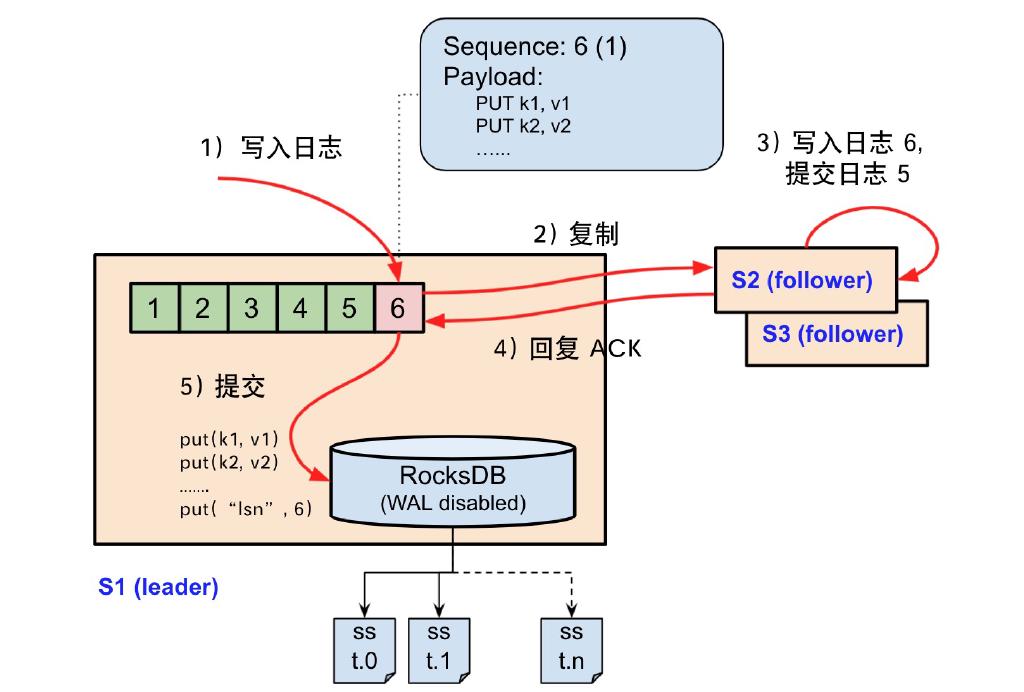 Sequence: 6 (1)
Payload:
PUT k1, v1
PUT k2, v2
......
1) 写入日志
3) 写入日志 6,
提交日志 5
2) 复制
S2 (follower)
S3 (follower)
1 2 3 4 5 6
4) 回复 ACK
5) 提交
put(k1, v1)
put(k2, v2)
......
put( “lsn” , 6)
RocksDB
(WAL disabled)
S1 (leader)
ss
t.0
ss
t.1
ss
t.n